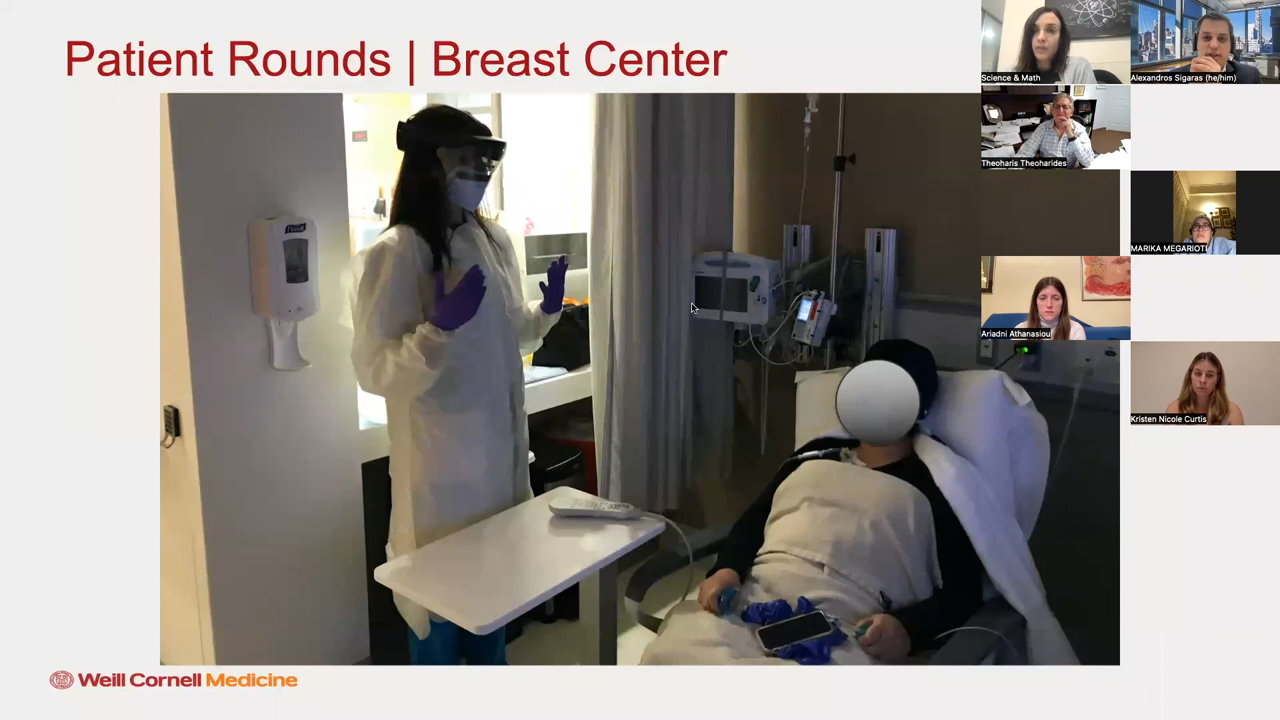 Patient Rounds | Breast Center
Science & Math
Alexandros Sigaras (he/him)
Theoharis Theoharides
MARIKA MEGARIOTI
Ariadni Athanasiou
Kristen Nicole Curtis
Purell
Weill Cornell Medicine